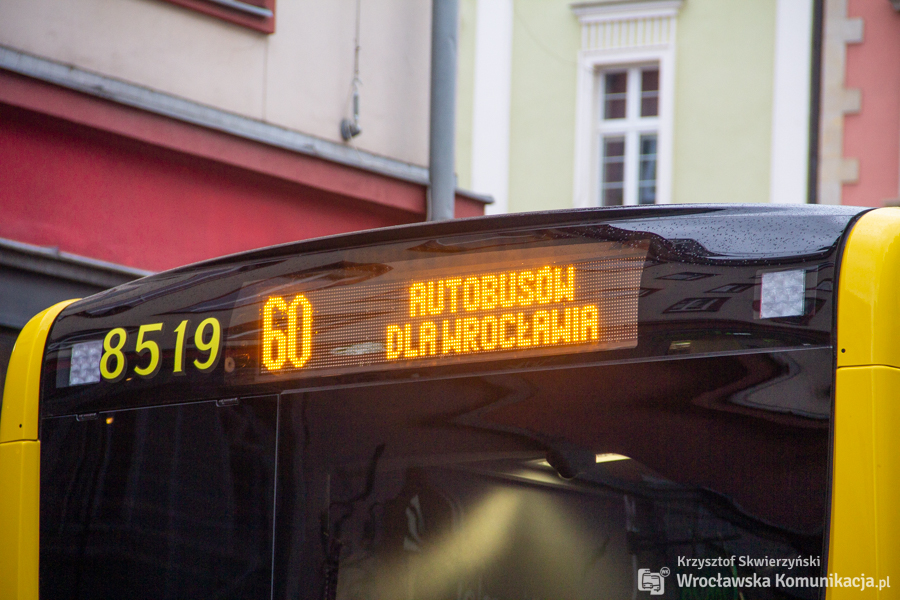 8519
60
AUTOBUSÓW
DLA WROCŁAWIA
Krzysztof Skwierzyński
Wrocławska Komunikacja.pl